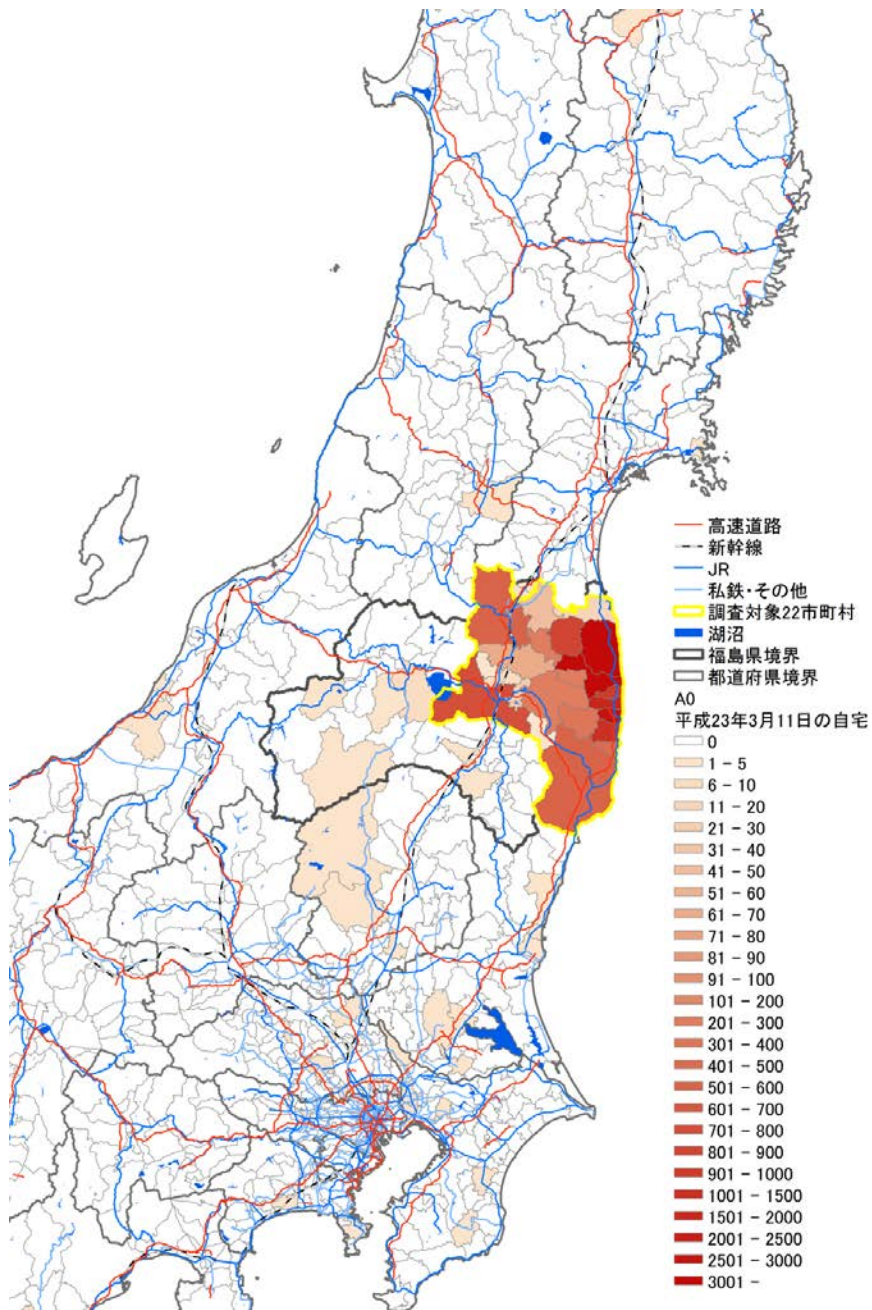 高速道路
新幹線
JR
私鉄・その他
調査対象22市町村
湖沼
福島県境界
都道府県境界
A0
平成23年3月11日の自宅
0
1 - 5
6 - 10
11 - 20
21 - 30
31 - 40
41 - 50
51 - 60
61 - 70
71 - 80
81 - 90
91 - 100
101 - 200
201 - 300
301 - 400
401 - 500
501 - 600
601 - 700
701 - 800
801 - 900
901 - 1000
1001 - 1500
1501 - 2000
2001 - 2500
2501 - 3000
3001 -